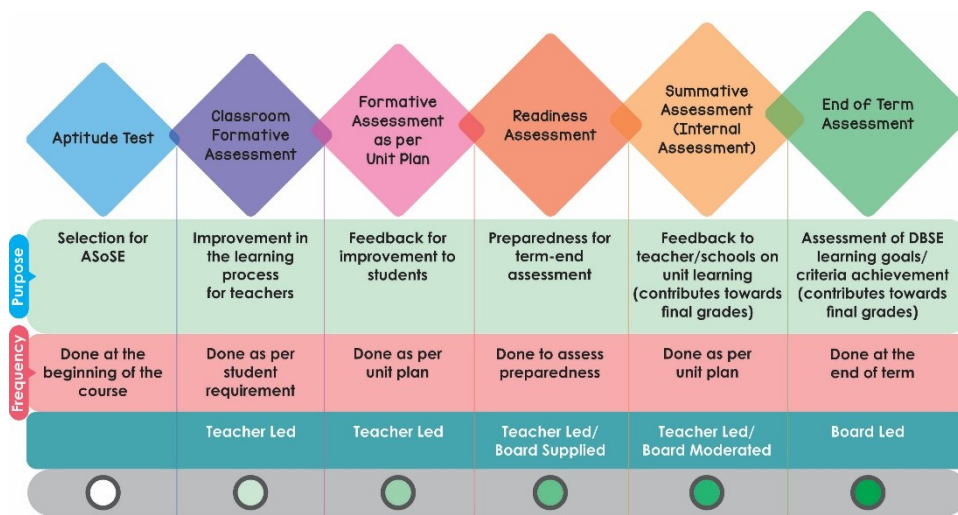 Aptitude Test
Classroom
Formative
Assessment
Formative
Assessment
as per
Unit Plan
Readiness
Assessment
Summative
Assessment
(Internal
Assessment)
End of Term
Assessment
Purpose
Selection for
ASoSE
Improvement in
the learning
process
for teachers
Feedback for
improvement to
students
Preparedness for
term-end
assessment
Feedback to
teacher/schools on
unit learning
(contributes towards
final grades)
Assessment of DBSE
learning goals/
criteria achievement
(contributes towards
final grades)
Frequency
Done at the
beginning of the
course
Done as per
student
requirement
Done as per
unit plan
Done to assess
preparedness
Done as per
unit plan
Done at the
end of term
Teacher Led
Teacher Led
Teacher Led/
Board Supplied
Teacher Led/
Board Moderated
Board Led